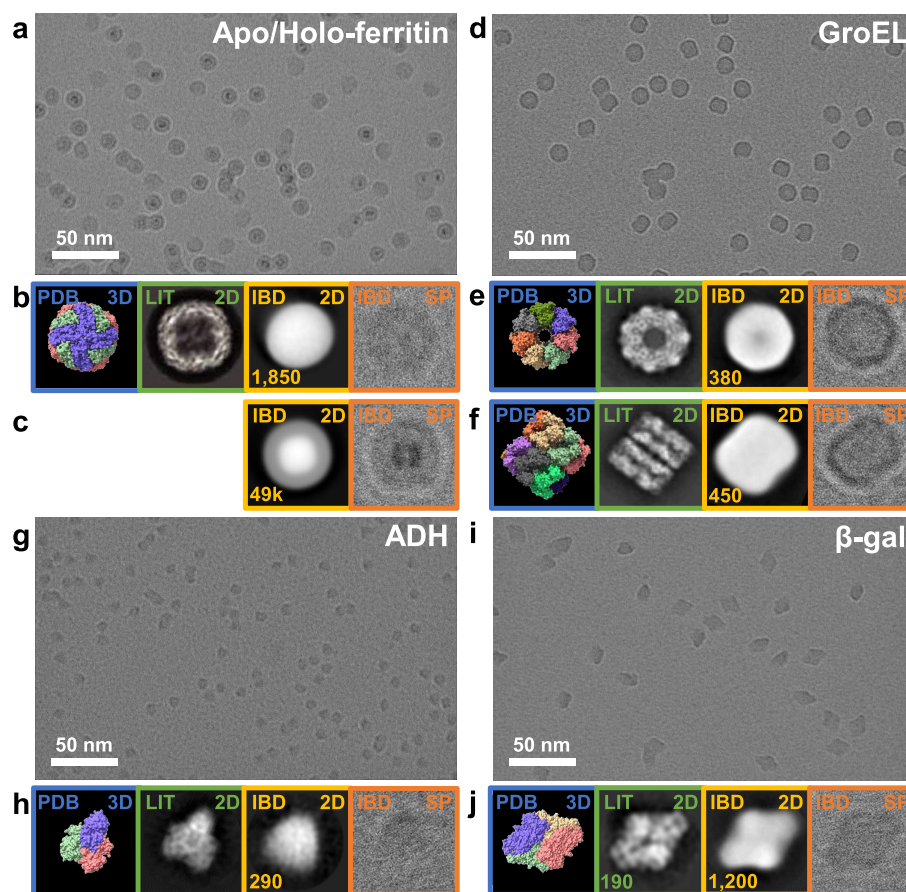 a Apo/Holo-ferritin
50 nm
b PDB 3D LIT 2D IBD 2D IBD SP
1,850
c IBD 2D IBD SP
49k
d GroEL
50 nm
e PDB 3D LIT 2D IBD 2D IBD SP
380
f PDB 3D LIT 2D IBD 2D IBD SP
450
g ADH
50 nm
h PDB 3D LIT 2D IBD 2D IBD SP
290
i β-gal
50 nm
j PDB 3D LIT 2D IBD 2D IBD SP
190 1,200